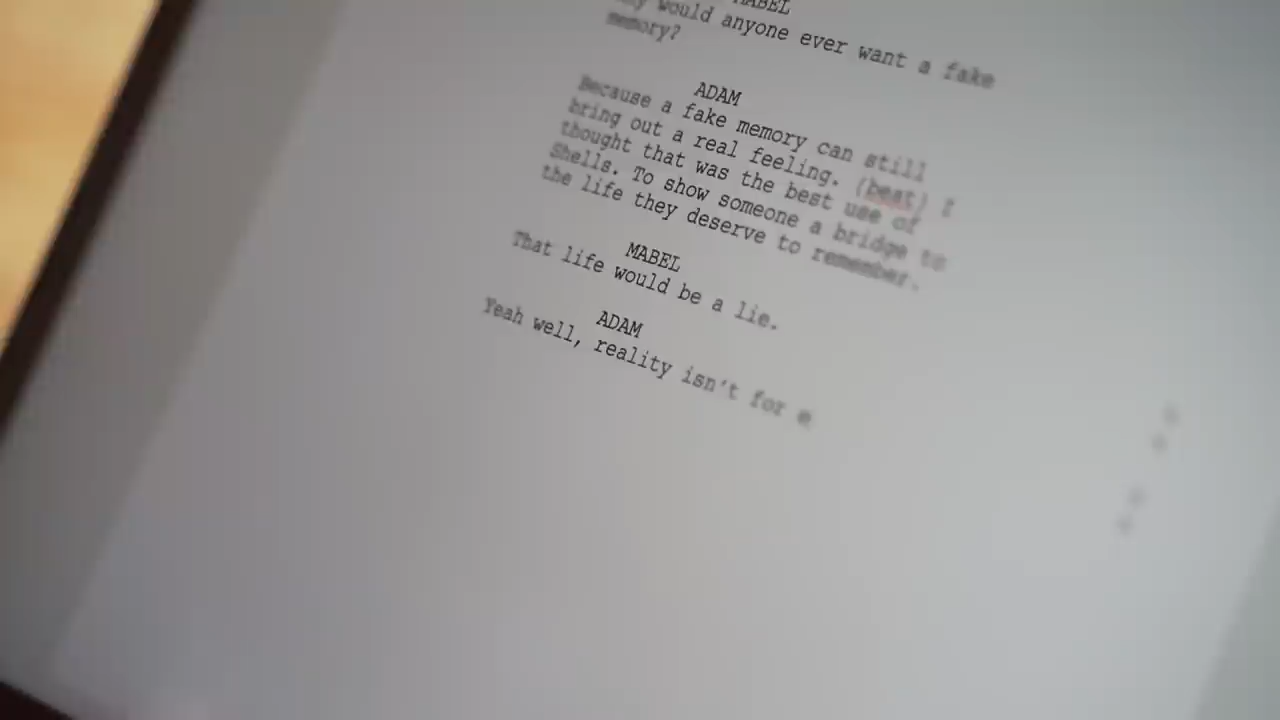 MABEL
would anyone ever want a fake
memory?
ADAM
Because a fake memory can still
bring out a real feeling. (beat) I
thought that was the best use of
Shells. To show someone a bridge to
the life they deserve to remember.
MABEL
That life would be a lie.
ADAM
Yeah well, reality isn't for e